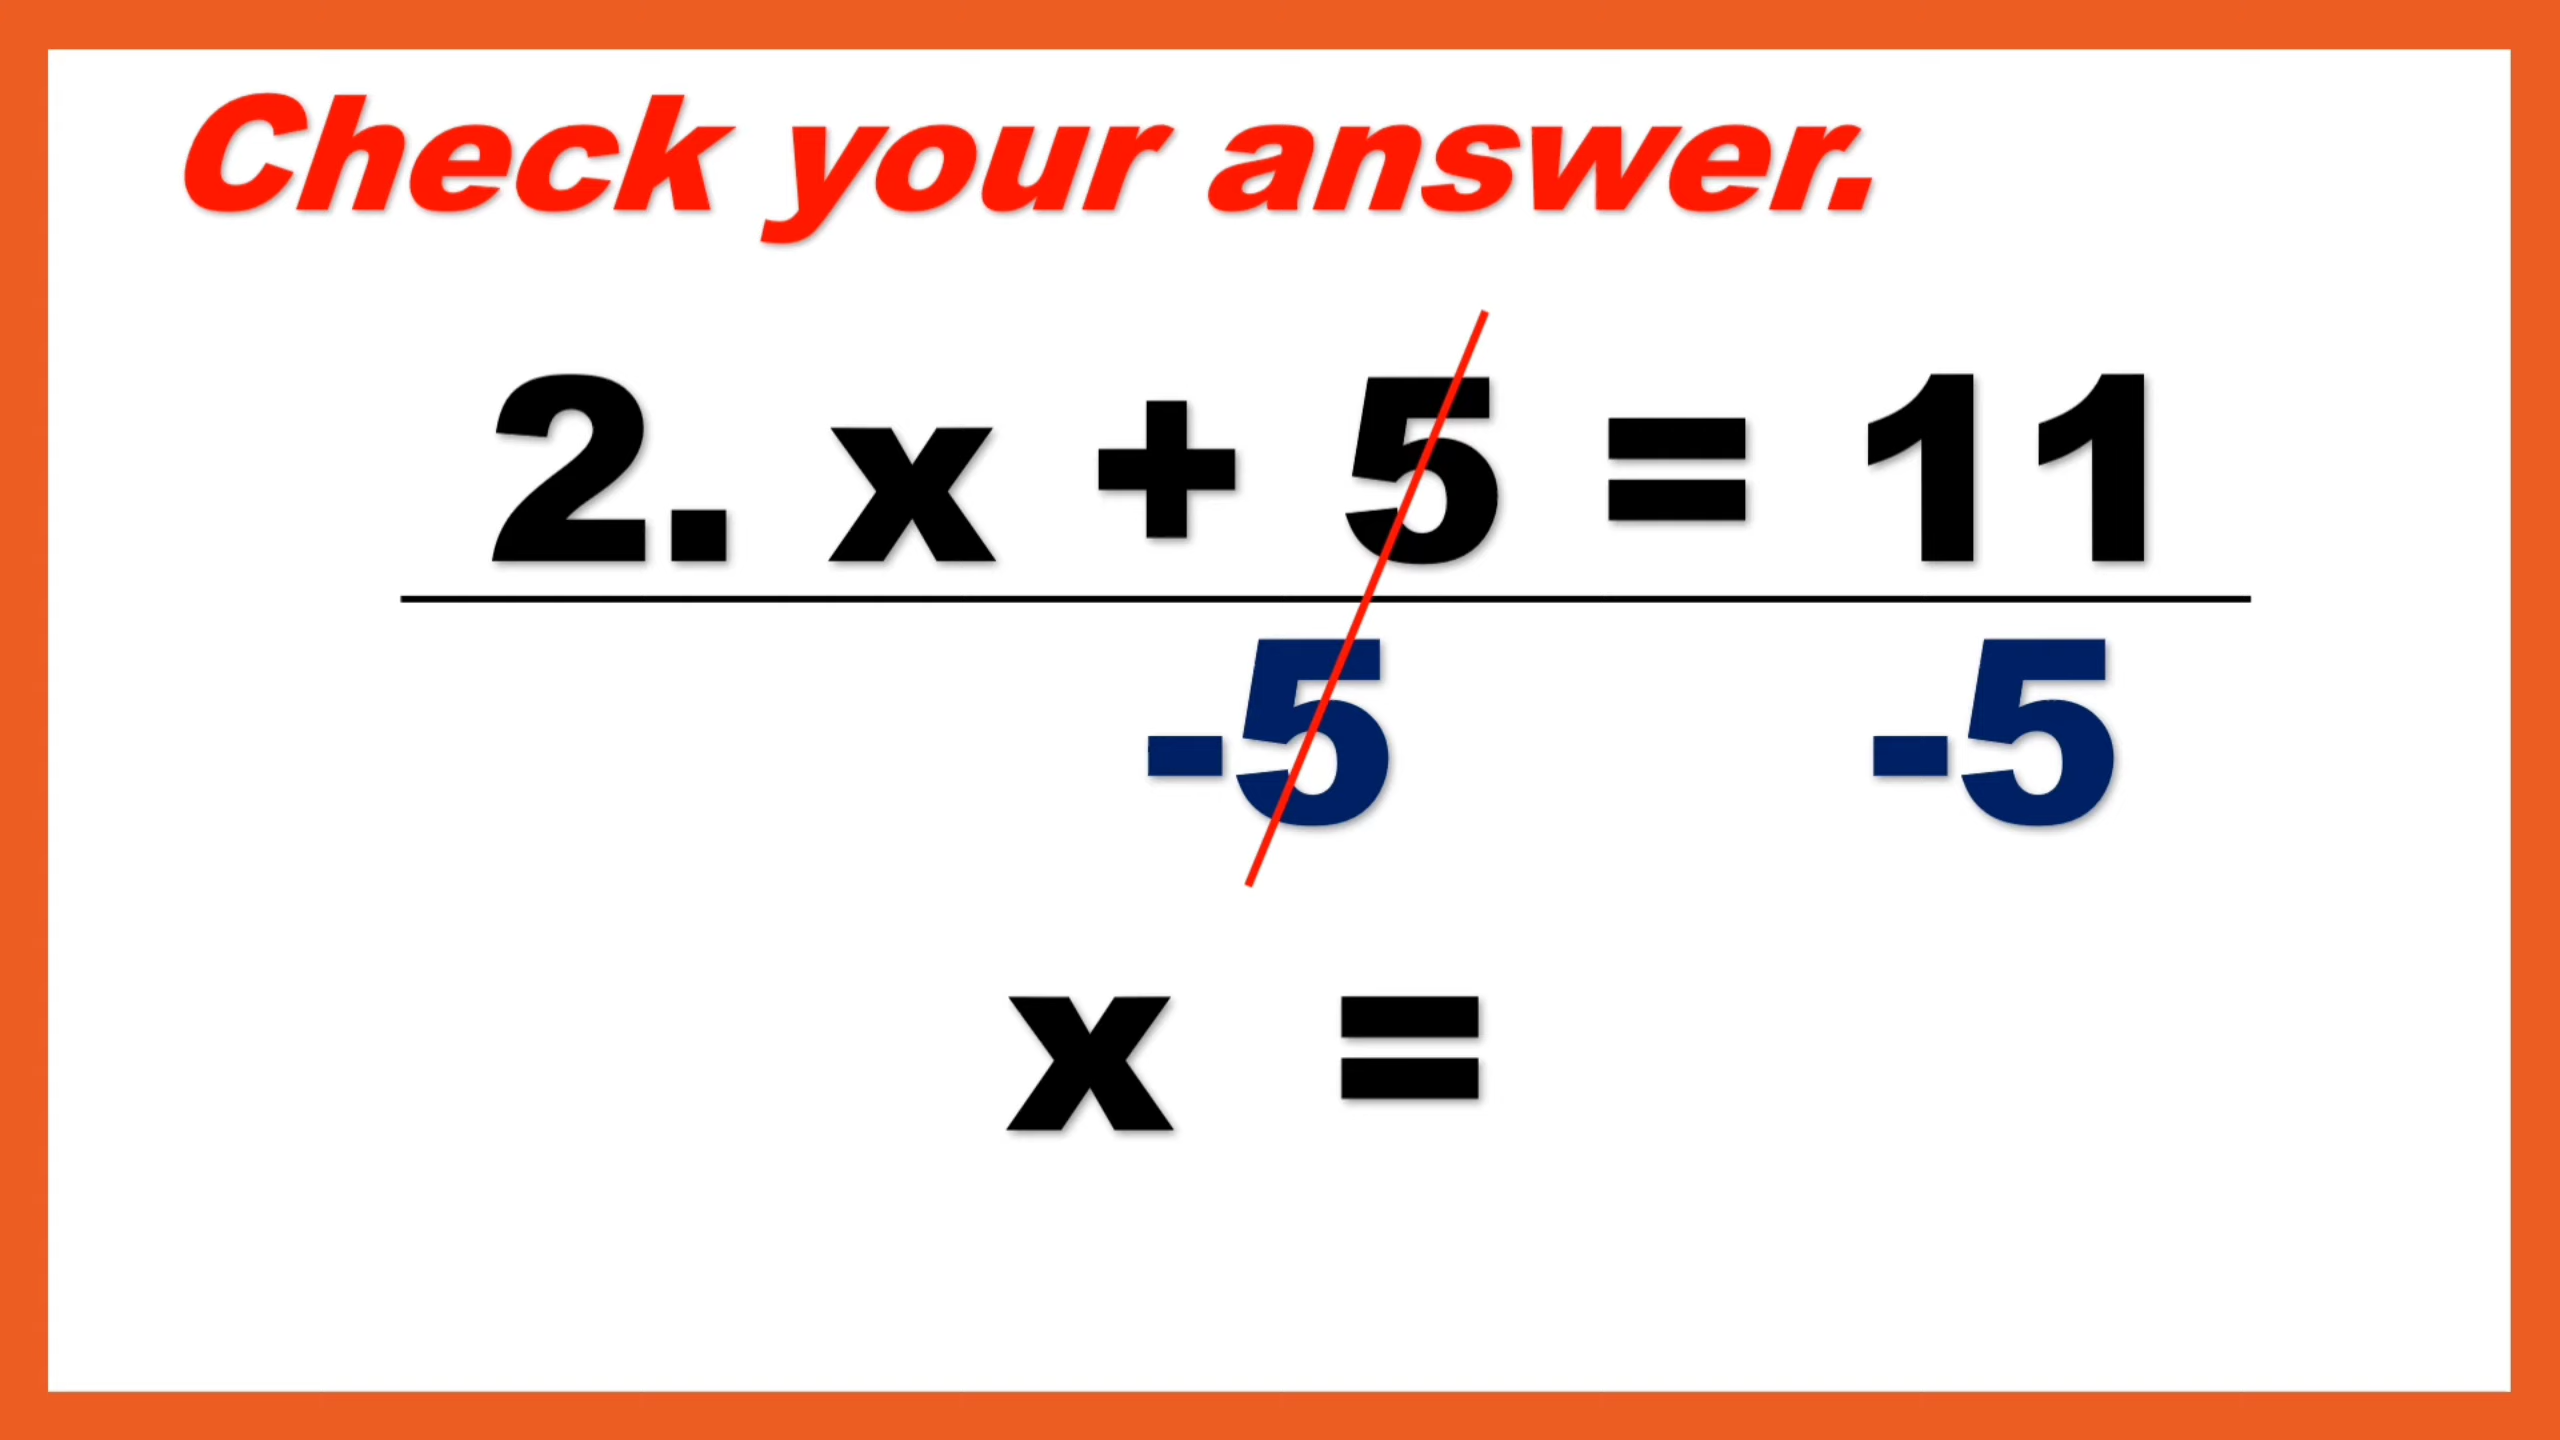 Check your answer.
2. x + 5 = 11
-5 -5
x =